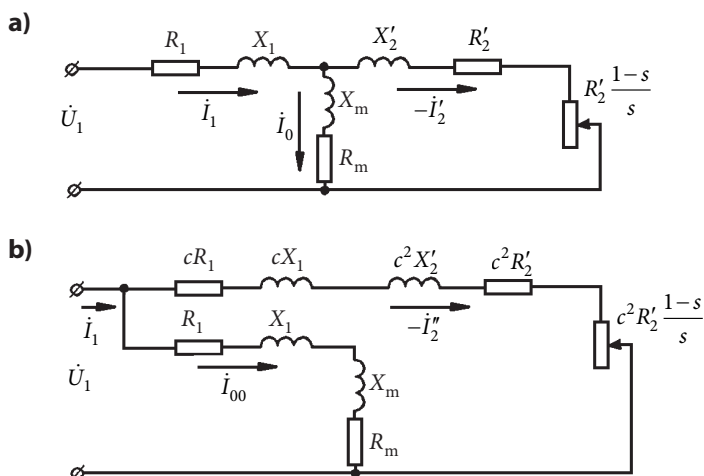 a)
R₁ X₁ X′₂ R′₂
R′₂ 1−s/s
U̇₁ İ₁ İ₀ Xₘ −İ′₂
Rₘ
b)
cR₁ cX₁ c²X′₂ c²R′₂
c²R′₂ 1−s/s
İ₁ R₁ X₁ −İ″₂
U̇₁ İ₀₀ Xₘ
Rₘ